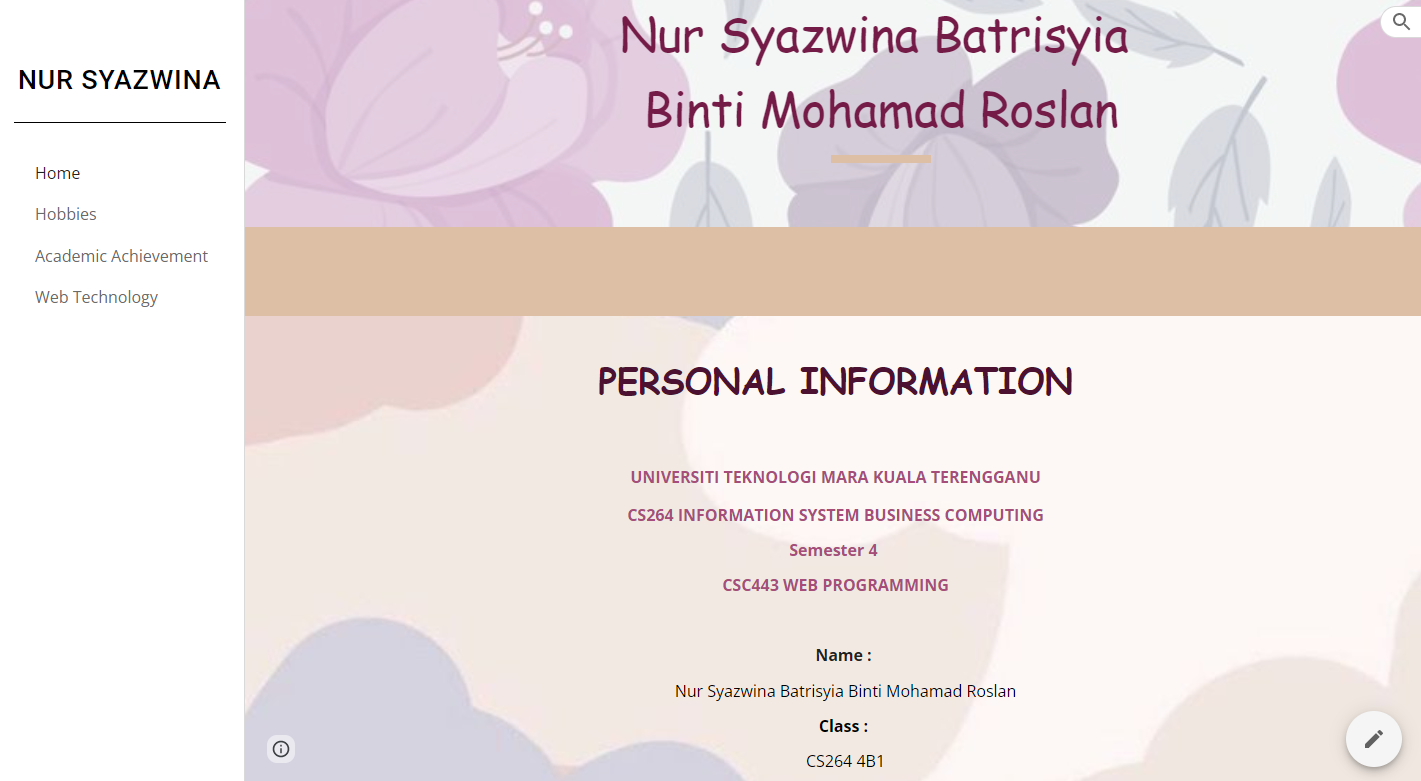 NUR SYAZWINA
Home
Hobbies
Academic Achievement
Web Technology
Nur Syazwina Batrisyia
Binti Mohamad Roslan
PERSONAL INFORMATION
UNIVERSITI TEKNOLOGI MARA KUALA TERENGGANU
CS264 INFORMATION SYSTEM BUSINESS COMPUTING
Semester 4
CSC443 WEB PROGRAMMING
Name :
Nur Syazwina Batrisyia Binti Mohamad Roslan
Class :
CS264 4B1